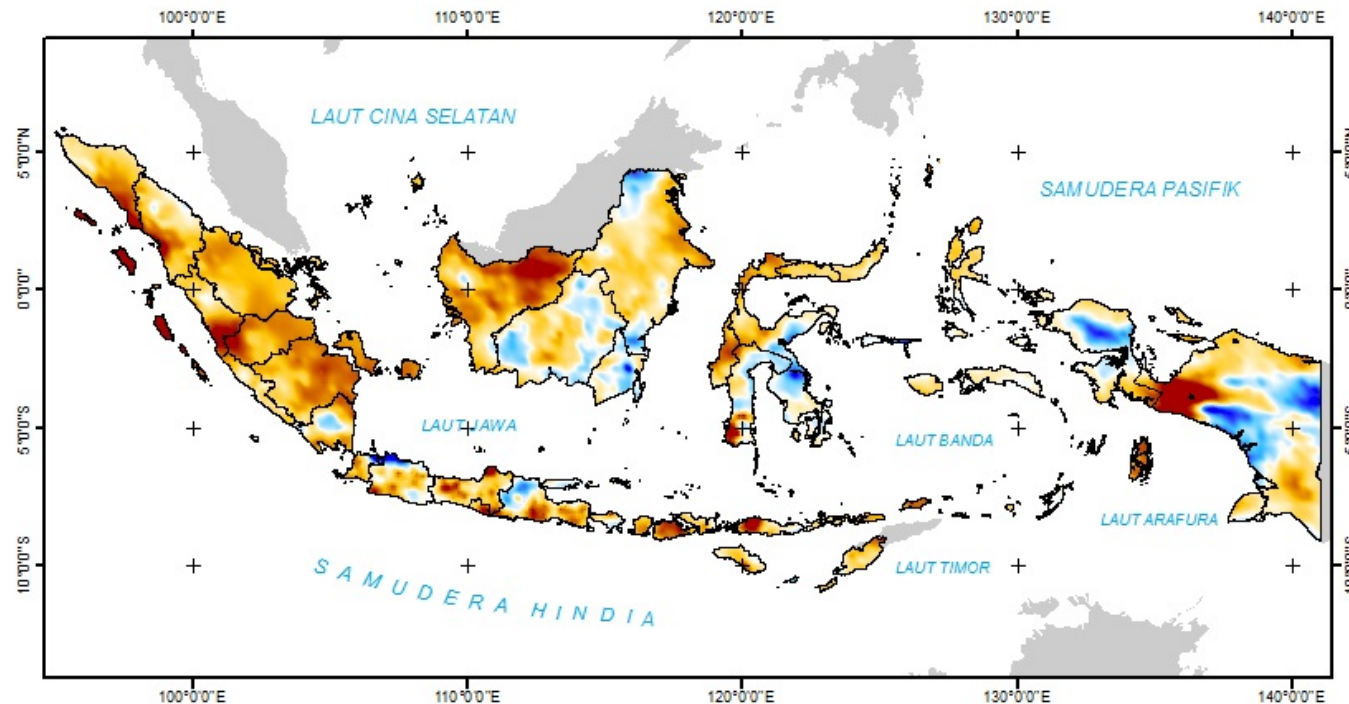 100°0'0"E 110°0'0"E 120°0'0"E 130°0'0"E 140°0'0"E
LAUT CINA SELATAN
5°0'0"N
SAMUDERA PASIFIK
0°0'0"
LAUT JAWA
LAUT BANDA
5°0'0"S
LAUT ARAFURA
LAUT TIMOR
10°0'0"S
SAMUDERA HINDIA
100°0'0"E 110°0'0"E 120°0'0"E 130°0'0"E 140°0'0"E